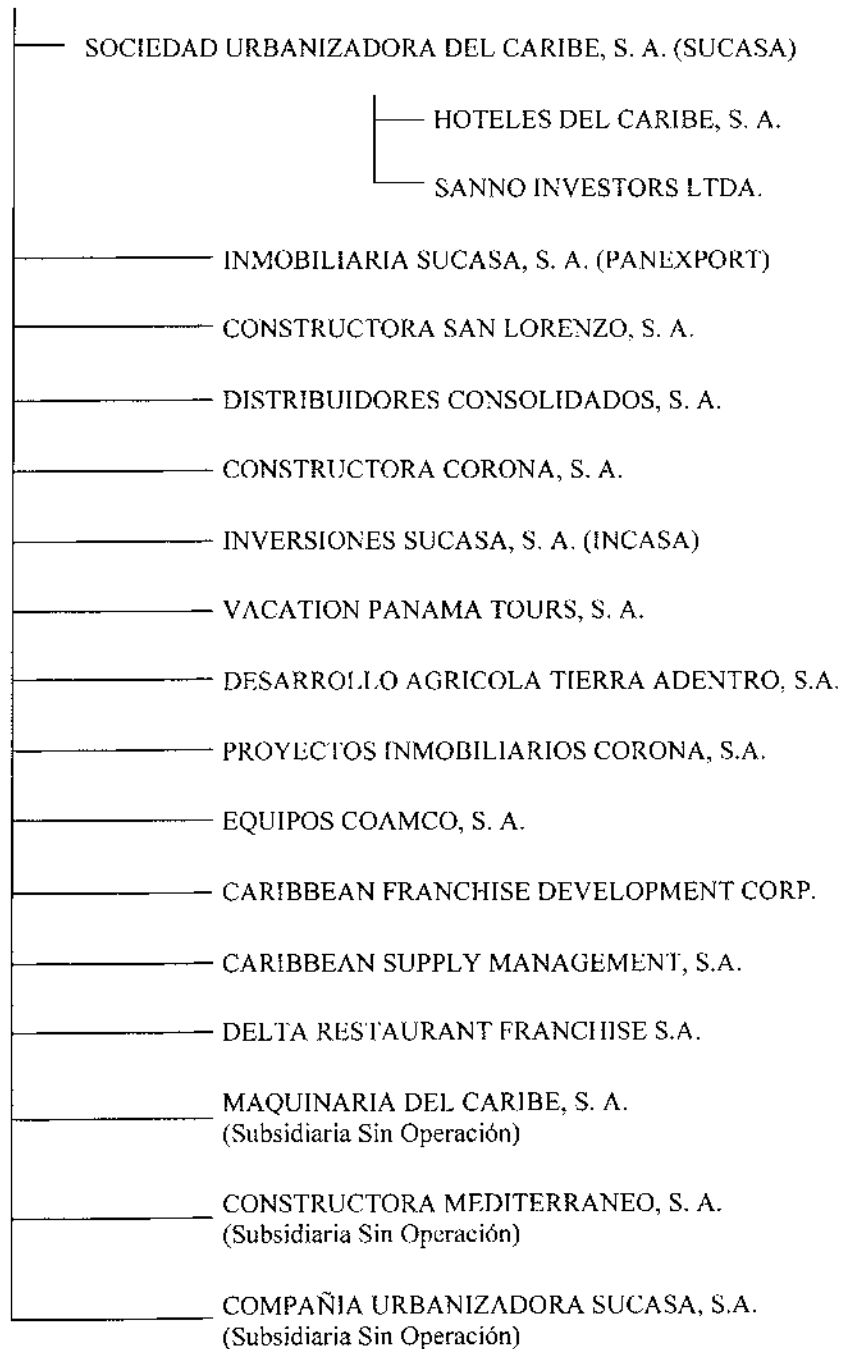 SOCIEDAD URBANIZADORA DEL CARIBE, S. A. (SUCASA)
HOTELES DEL CARIBE, S. A.
SANNO INVESTORS LTDA.
INMOBILIARIA SUCASA, S. A. (PANEXPORT)
CONSTRUCTORA SAN LORENZO, S. A.
DISTRIBUIDORES CONSOLIDADOS, S. A.
CONSTRUCTORA CORONA, S. A.
INVERSIONES SUCASA, S. A. (INCASA)
VACATION PANAMA TOURS, S. A.
DESARROLLO AGRICOLA TIERRA ADENTRO, S.A.
PROYECTOS INMOBILIARIOS CORONA, S.A.
EQUIPOS COAMCO, S. A.
CARIBBEAN FRANCHISE DEVELOPMENT CORP.
CARIBBEAN SUPPLY MANAGEMENT, S.A.
DELTA RESTAURANT FRANCHISE S.A.
MAQUINARIA DEL CARIBE, S. A.
(Subsidiaria Sin Operación)
CONSTRUCTORA MEDITERRANEO, S. A.
(Subsidiaria Sin Operación)
COMPAÑIA URBANIZADORA SUCASA, S.A.
(Subsidiaria Sin Operación)